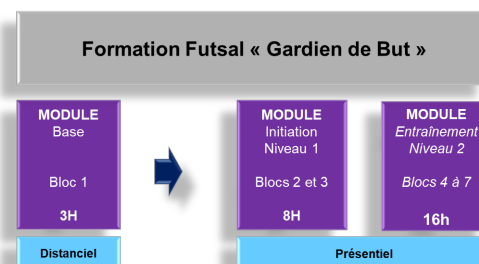 Formation Futsal « Gardien de But »
MODULE
Base
Bloc 1
3H
Distanciel
MODULE
Initiation
Niveau 1
Blocs 2 et 3
8H
MODULE
Entraînement
Niveau 2
Blocs 4 à 7
16h
Présentiel